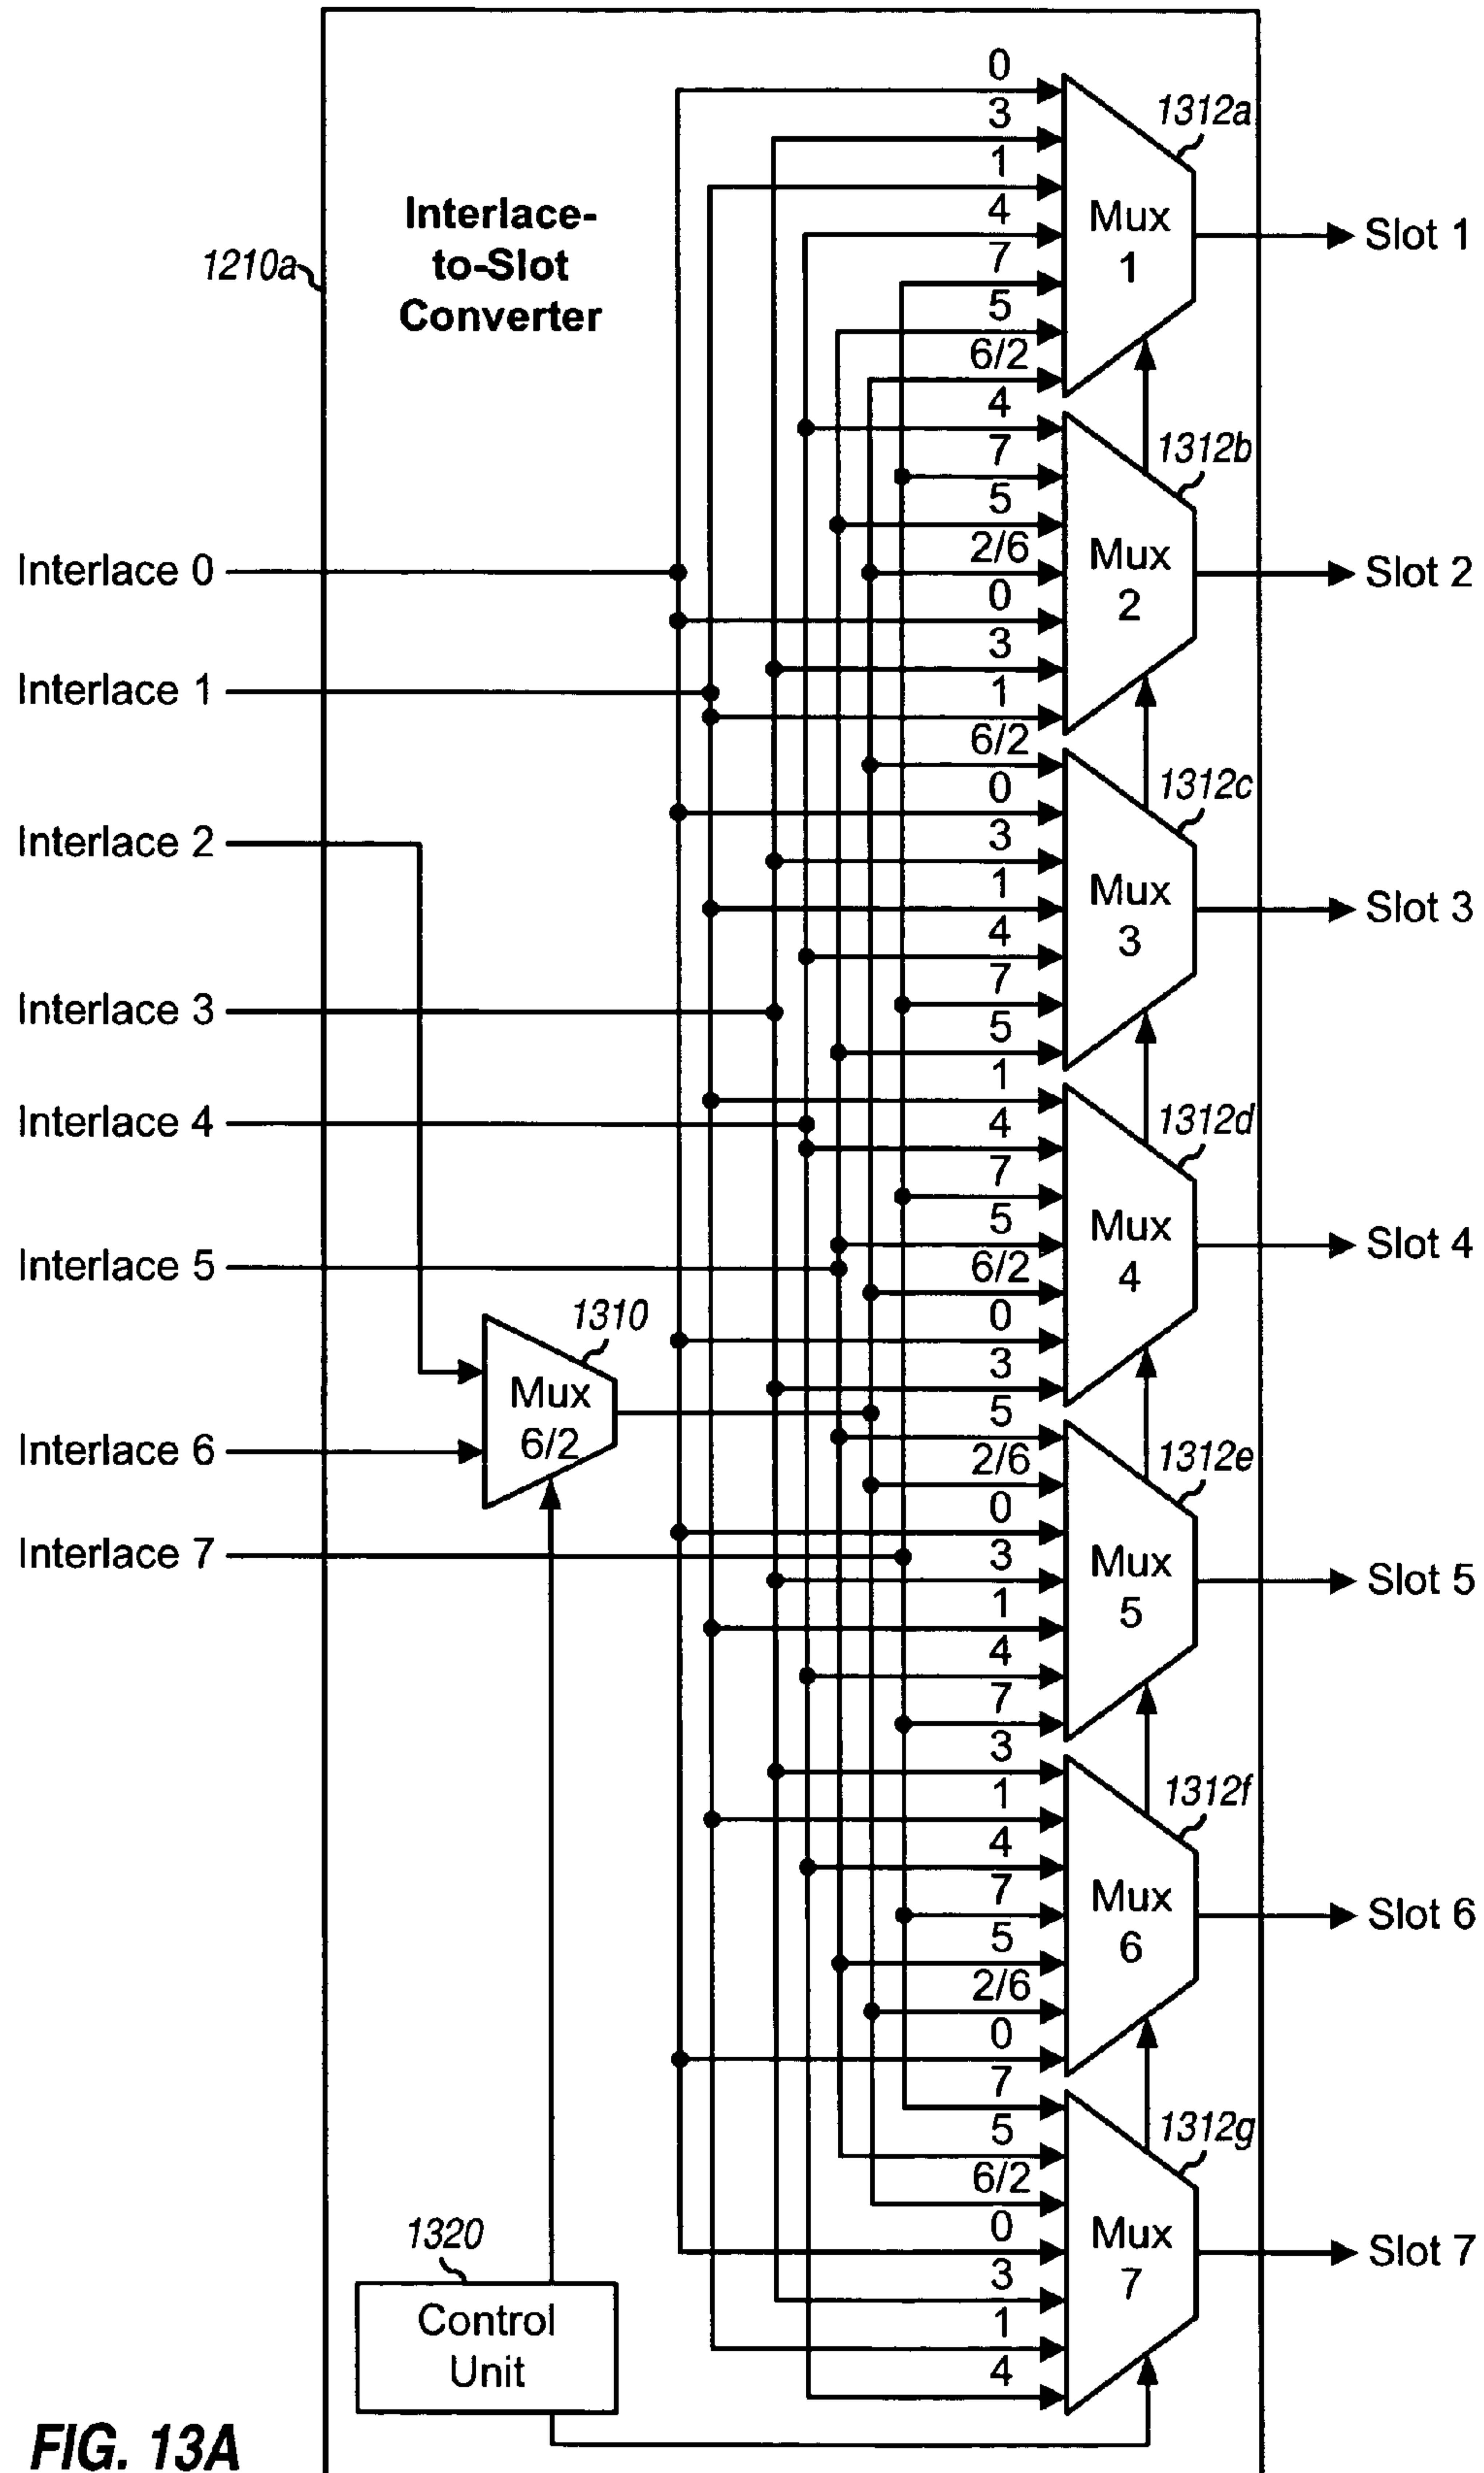 Interlace-
to-Slot
Converter
1210a
Interlace 0
Interlace 1
Interlace 2
Interlace 3
Interlace 4
Interlace 5
Interlace 6
Interlace 7
1310
Mux
6/2
1320
Control
Unit
0
3
1
4
7
5
6/2
1312a
Mux
1
Slot 1
4
7
5
2/6
0
3
1
1312b
Mux
2
Slot 2
6/2
0
3
1
4
7
5
1312c
Mux
3
Slot 3
1
4
7
5
6/2
0
3
1312d
Mux
4
Slot 4
5
2/6
0
3
1
4
7
1312e
Mux
5
Slot 5
3
1
4
7
5
2/6
0
1312f
Mux
6
Slot 6
7
5
6/2
0
3
1
4
1312g
Mux
7
Slot 7
FIG. 13A